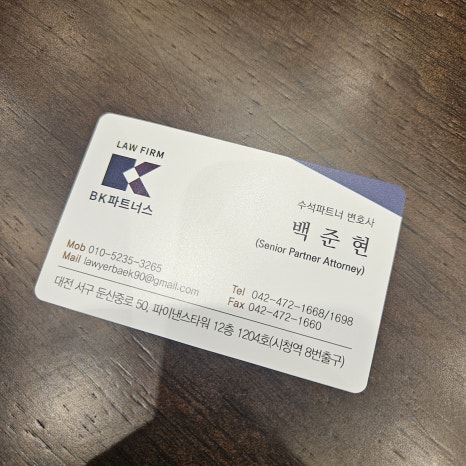 LAW FIRM
BK파트너스
수석파트너 변호사
백 준 현
(Senior Partner Attorney)
Mob 010-5235-3265
Mail lawyerbaek90@gmail.com
Tel 042-472-1668/1698
Fax 042-472-1660
대전 서구 둔산중로 50, 파이낸스타워 12층 1204호(시청역 8번출구)